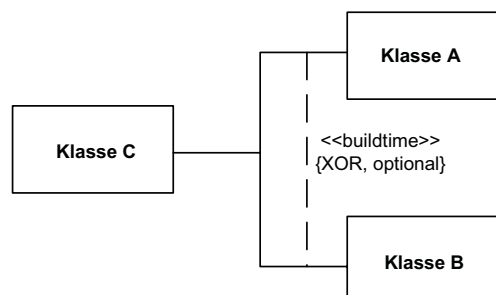 Klasse A
<<buildtime>>
Klasse C
{XOR, optional}
Klasse B